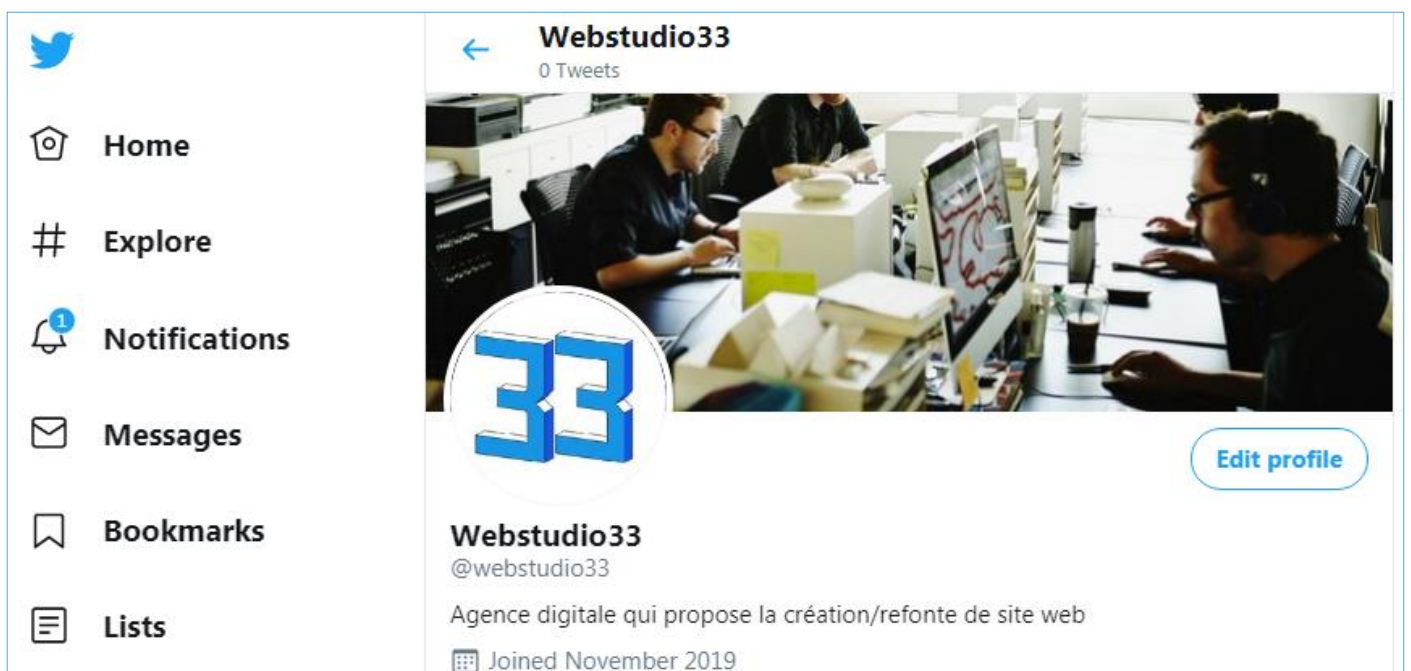 Webstudio33
0 Tweets
Home
Explore
1
Notifications
Messages
Bookmarks
Lists
33
Edit profile
Webstudio33
@webstudio33
Agence digitale qui propose la création/refonte de site web
Joined November 2019